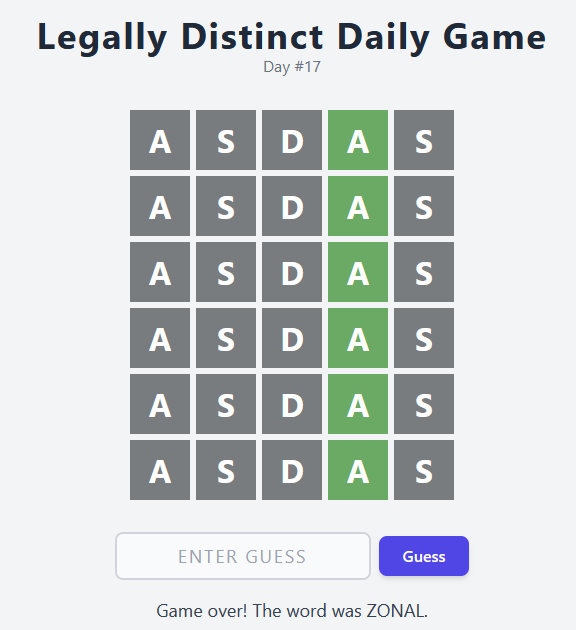 Legally Distinct Daily Game
Day #17
A S D A S
A S D A S
A S D A S
A S D A S
A S D A S
A S D A S
ENTER GUESS
Guess
Game over! The word was ZONAL.